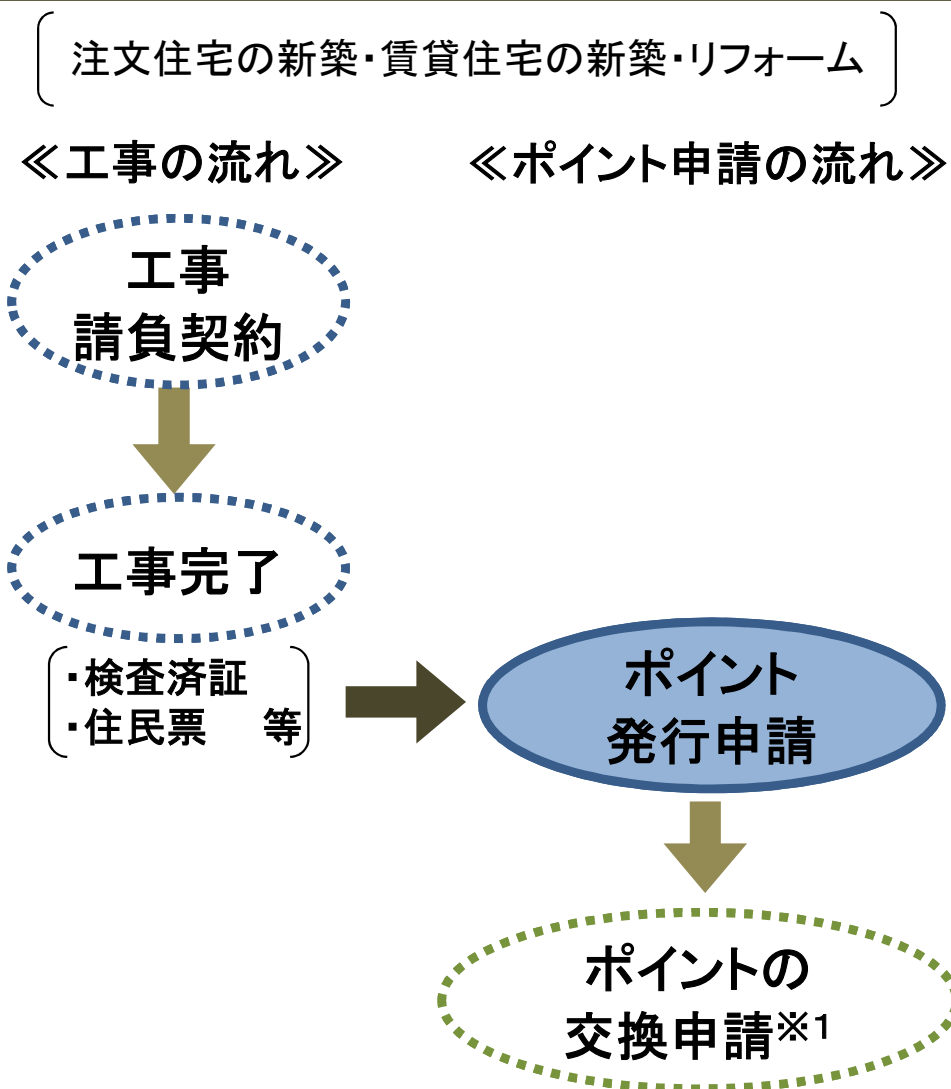 注文住宅の新築・賃貸住宅の新築・リフォーム
≪工事の流れ≫
≪ポイント申請の流れ≫
工事
請負契約
工事完了
・検査済証
・住民票　等
ポイント
発行申請
ポイントの
交換申請※1